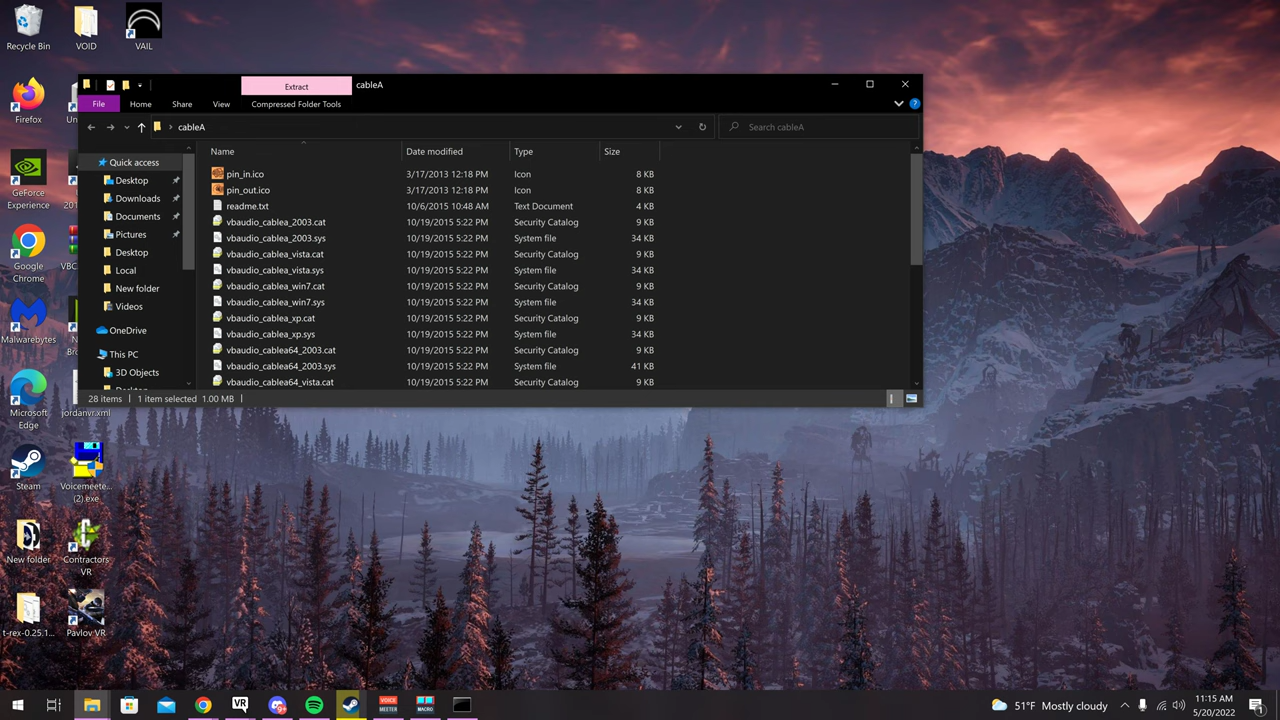 Recycle Bin
VOID
VAIL
Firefox
GeForce
Experience
Google
Chrome
Malwarebytes
Microsoft
Edge
jordanvr.xml
Steam
Voicemeete...
(2).exe
New folder
Contractors
VR
t-rex-0.25.1...
Pavlov VR
Extract
cableA
File
Home
Share
View
Compressed Folder Tools
cableA
Search cableA
Quick access
Desktop
Downloads
Documents
Pictures
Desktop
Local
New folder
Videos
OneDrive
This PC
3D Objects
Name Date modified Type Size
pin_in.ico 3/17/2013 12:18 PM Icon 8 KB
pin_out.ico 3/17/2013 12:18 PM Icon 8 KB
readme.txt 10/6/2015 10:48 AM Text Document 4 KB
vbaudio_cablea_2003.cat 10/19/2015 5:22 PM Security Catalog 9 KB
vbaudio_cablea_2003.sys 10/19/2015 5:22 PM System file 34 KB
vbaudio_cablea_vista.cat 10/19/2015 5:22 PM Security Catalog 9 KB
vbaudio_cablea_vista.sys 10/19/2015 5:22 PM System file 34 KB
vbaudio_cablea_win7.cat 10/19/2015 5:22 PM Security Catalog 9 KB
vbaudio_cablea_win7.sys 10/19/2015 5:22 PM System file 34 KB
vbaudio_cablea_xp.cat 10/19/2015 5:22 PM Security Catalog 9 KB
vbaudio_cablea_xp.sys 10/19/2015 5:22 PM System file 34 KB
vbaudio_cablea64_2003.cat 10/19/2015 5:22 PM Security Catalog 9 KB
vbaudio_cablea64_2003.sys 10/19/2015 5:22 PM System file 41 KB
vbaudio_cablea64_vista.cat 10/19/2015 5:22 PM Security Catalog 9 KB
28 items 1 item selected 1.00 MB
VR
VOICE
MEETER
MACRO
51°F Mostly cloudy
11:15 AM
5/20/2022